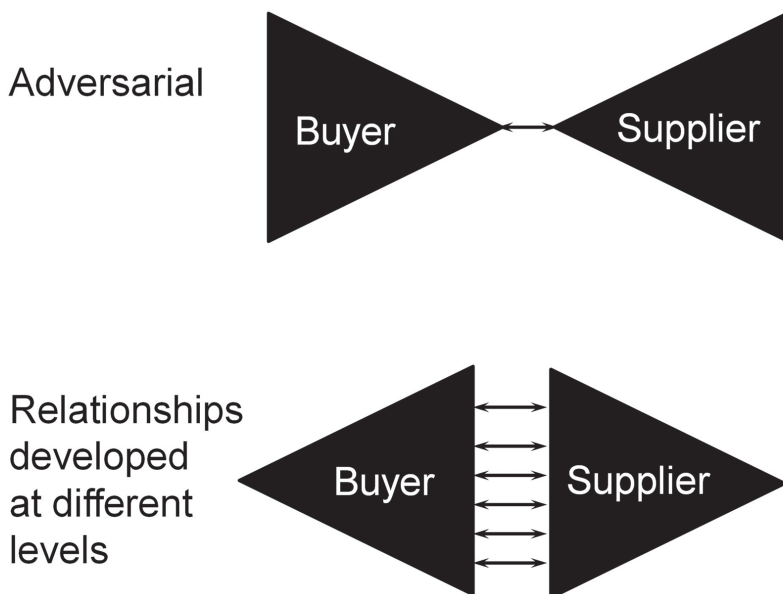 Adversarial
Buyer
Supplier
Relationships
developed
at different
levels
Buyer
Supplier